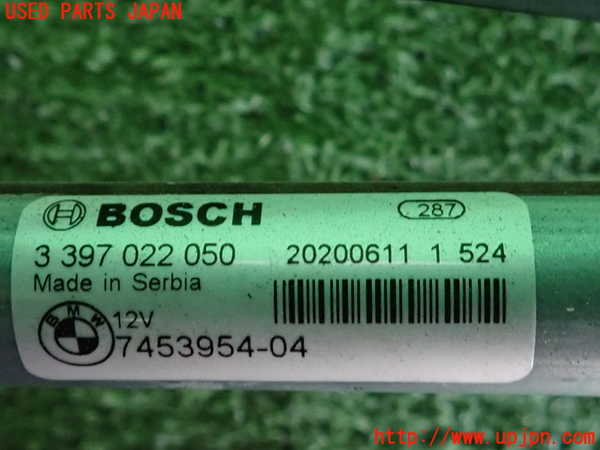 USED PARTS JAPAN
BOSCH 287
3 397 022 050 20200611 1 524
Made in Serbia
BMW 12V
7453954-04
http://www.upjpn.com/